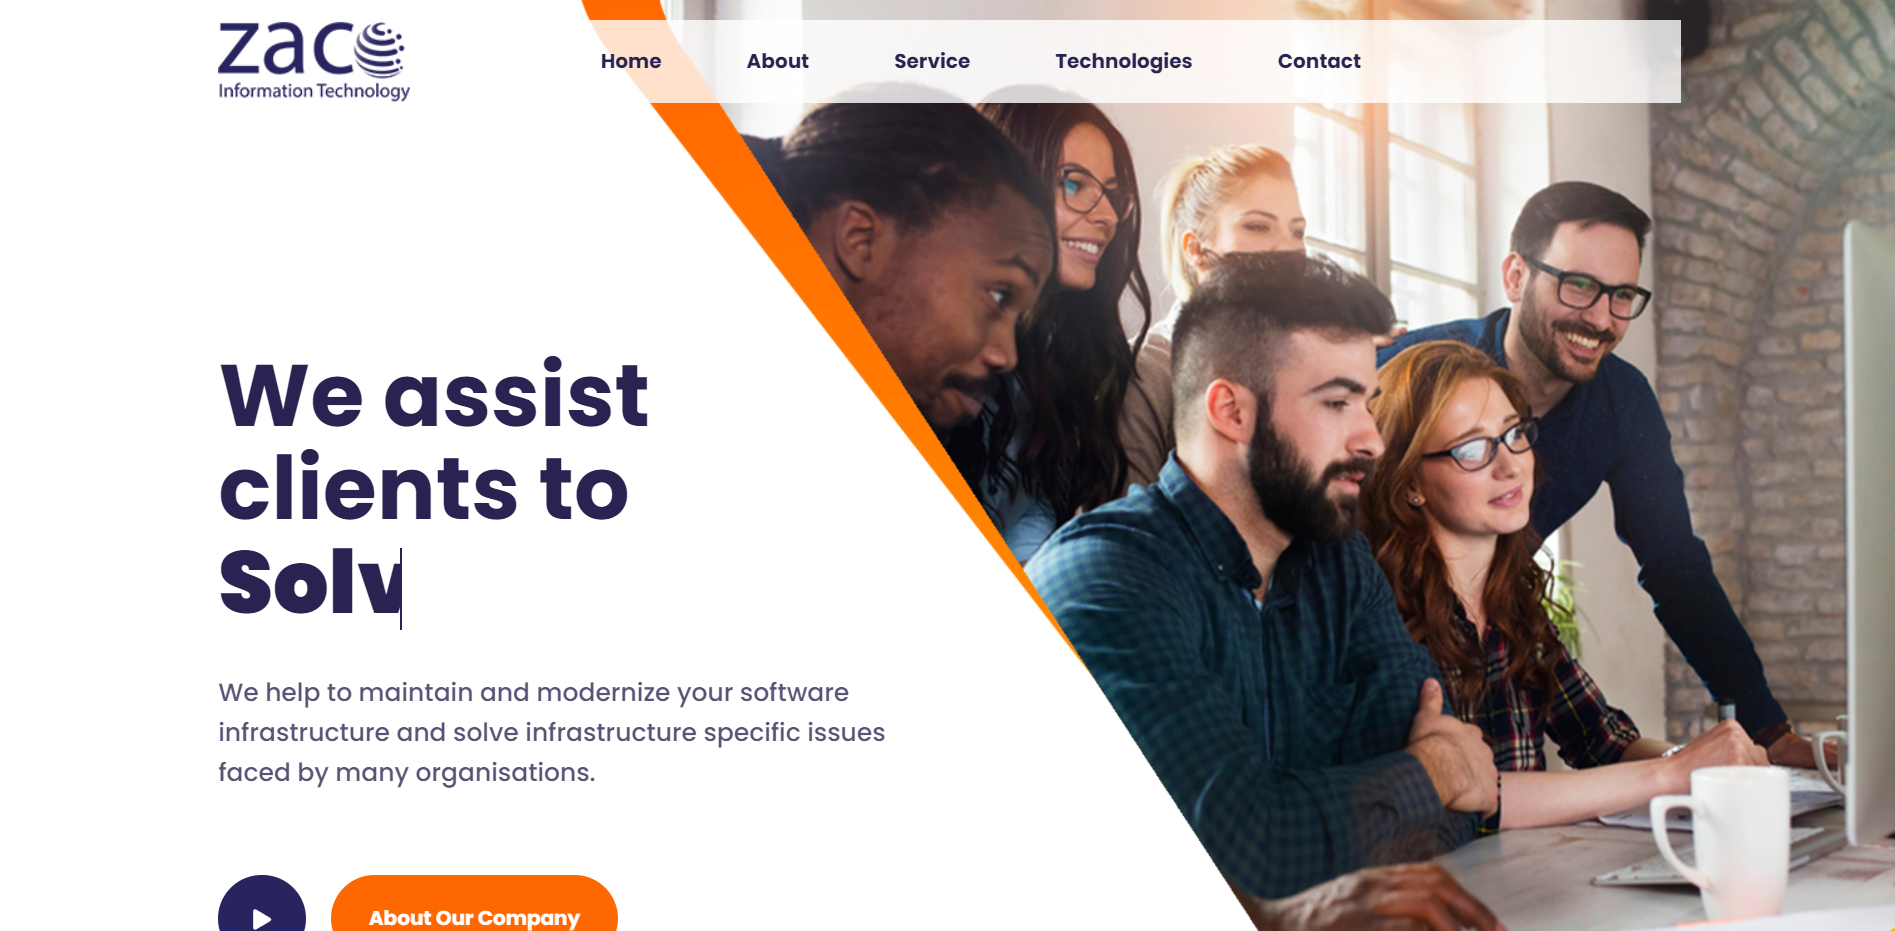 zaco
Information Technology
Home About Service Technologies Contact
We assist
clients to
Solv
We help to maintain and modernize your software
infrastructure and solve infrastructure specific issues
faced by many organisations.
About Our Company